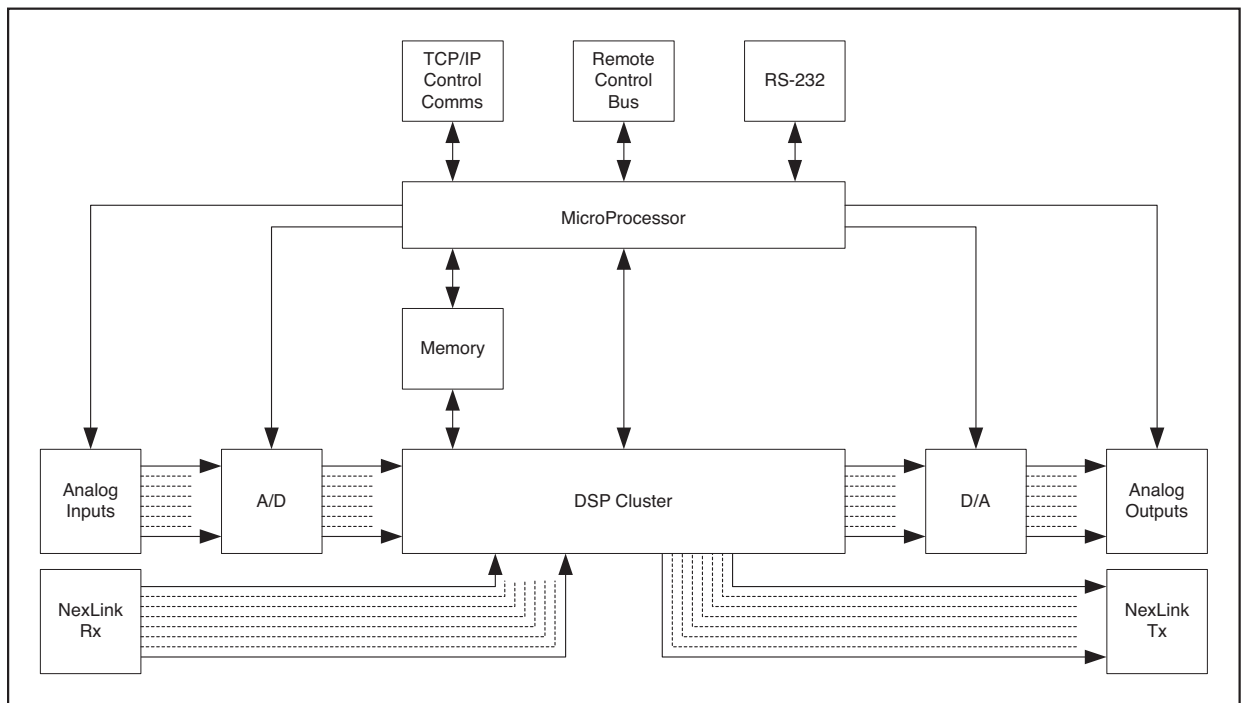 TCP/IP
Control
Comms
Remote
Control
Bus
RS-232
MicroProcessor
Memory
Analog
Inputs
A/D
DSP Cluster
D/A
Analog
Outputs
NexLink
Rx
NexLink
Tx